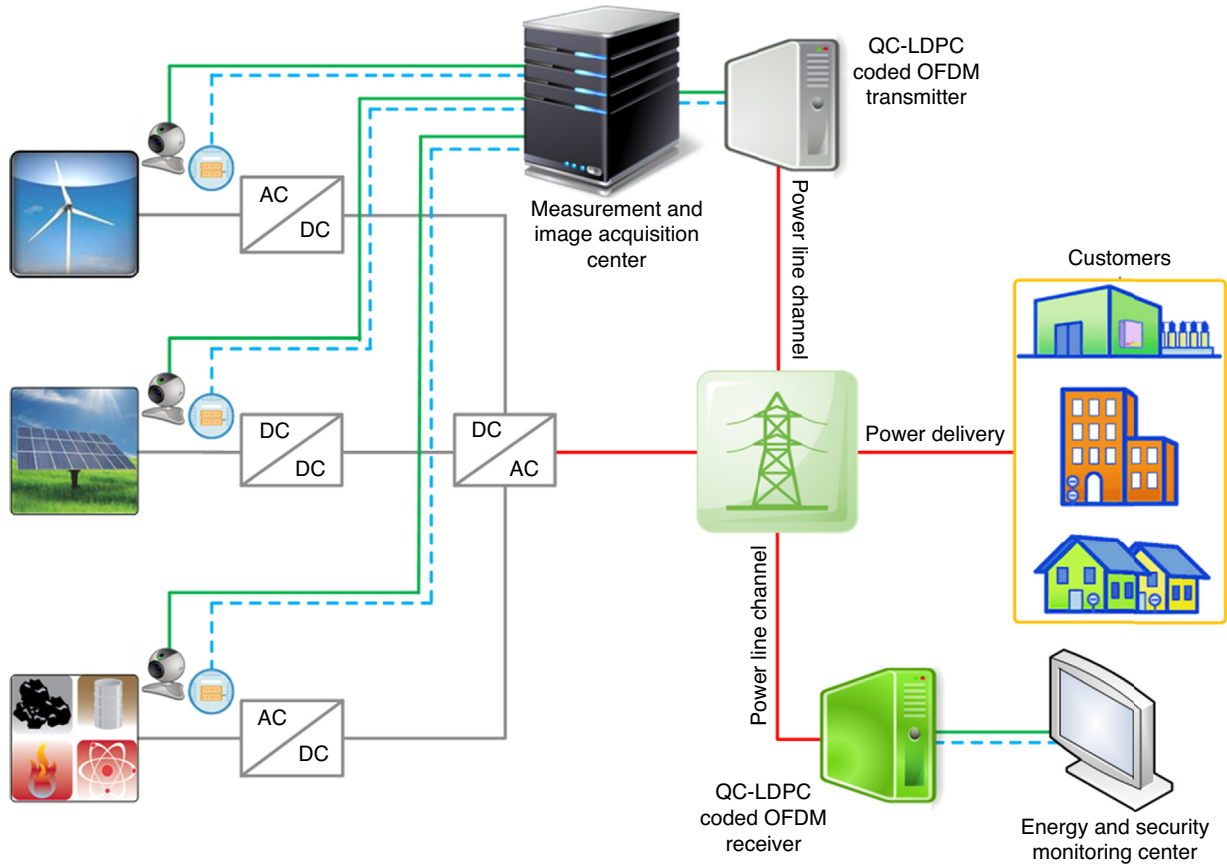 QC-LDPC
coded OFDM
transmitter
Measurement and
image acquisition
center
AC
DC
Power line channel
Customers
DC
DC
DC
AC
Power delivery
Power line channel
AC
DC
QC-LDPC
coded OFDM
receiver
Energy and security
monitoring center